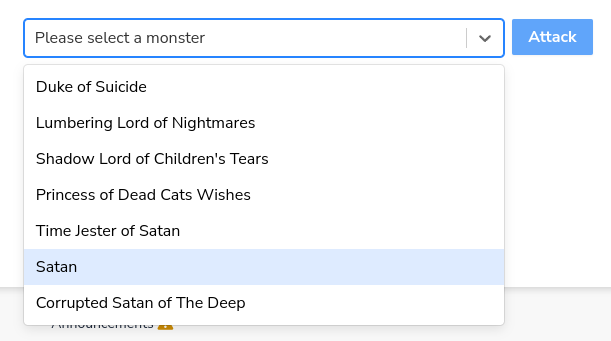 Please select a monster
Attack
Duke of Suicide
Lumbering Lord of Nightmares
Shadow Lord of Children's Tears
Princess of Dead Cats Wishes
Time Jester of Satan
Satan
Corrupted Satan of The Deep
Announcements